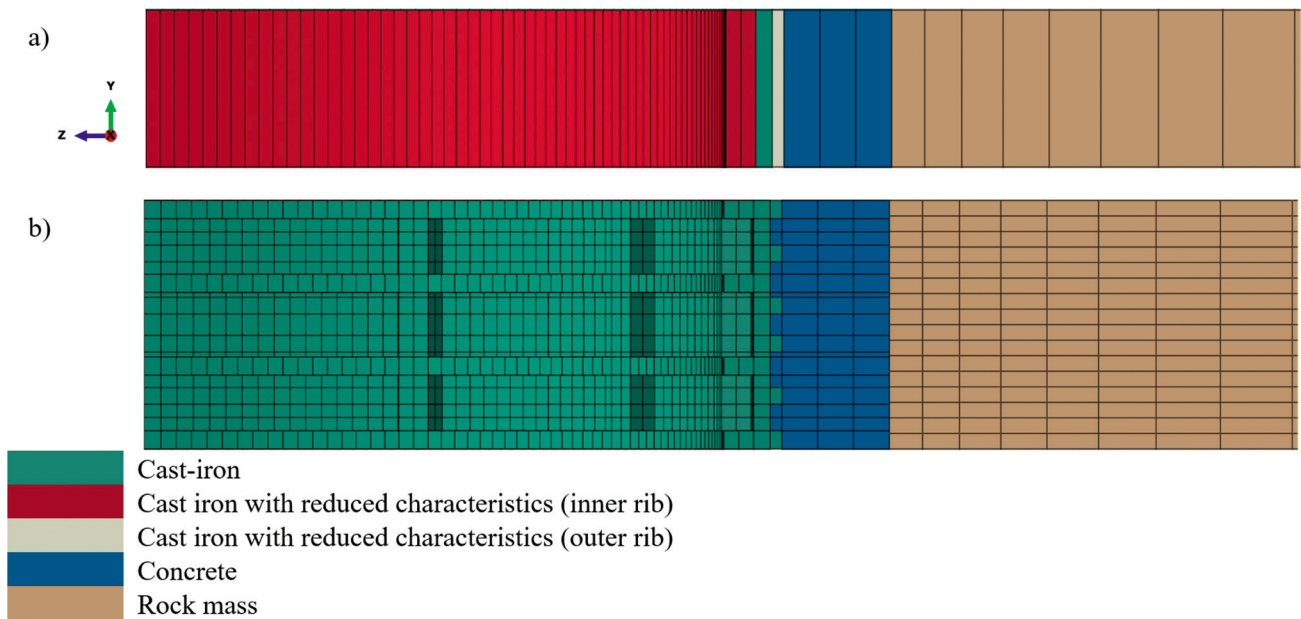 a)
Y
Z
X
b)
Cast-iron
Cast iron with reduced characteristics (inner rib)
Cast iron with reduced characteristics (outer rib)
Concrete
Rock mass